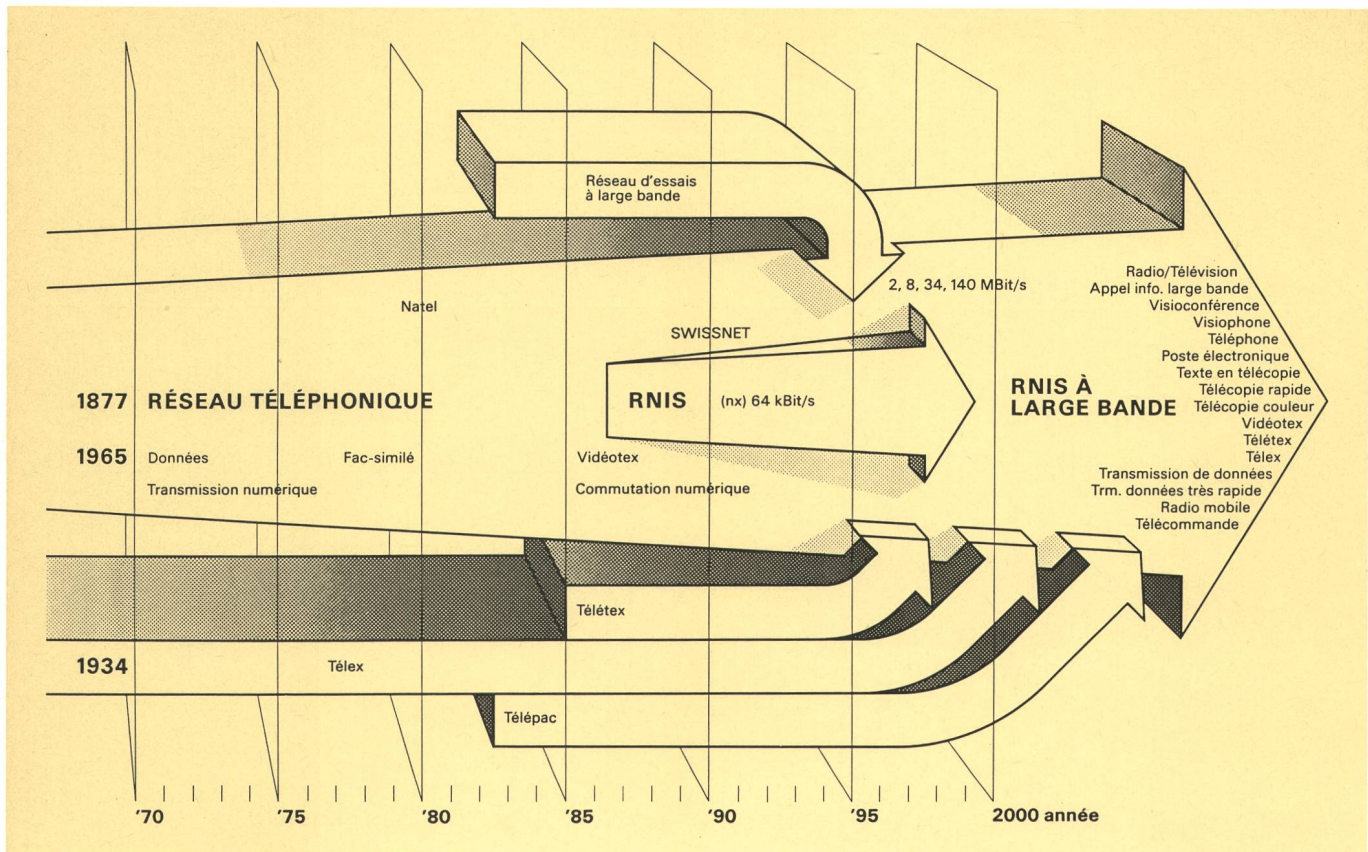 Réseau d'essais
à large bande
2, 8, 34, 140 MBit/s
Natel
SWISSNET
1877 RÉSEAU TÉLÉPHONIQUE
RNIS (nx) 64 kBit/s
RNIS À
LARGE BANDE
1965 Données Fac-similé Vidéotex
Transmission numérique Commutation numérique
Radio/Télévision
Appel info. large bande
Visioconférence
Visiophone
Téléphone
Poste électronique
Texte en télécopie
Télécopie rapide
Télécopie couleur
Vidéotex
Télétex
Télex
Transmission de données
Trm. données très rapide
Radio mobile
Télécommande
Télétex
1934 Télex
Télépac
'70 '75 '80 '85 '90 '95 2000 année